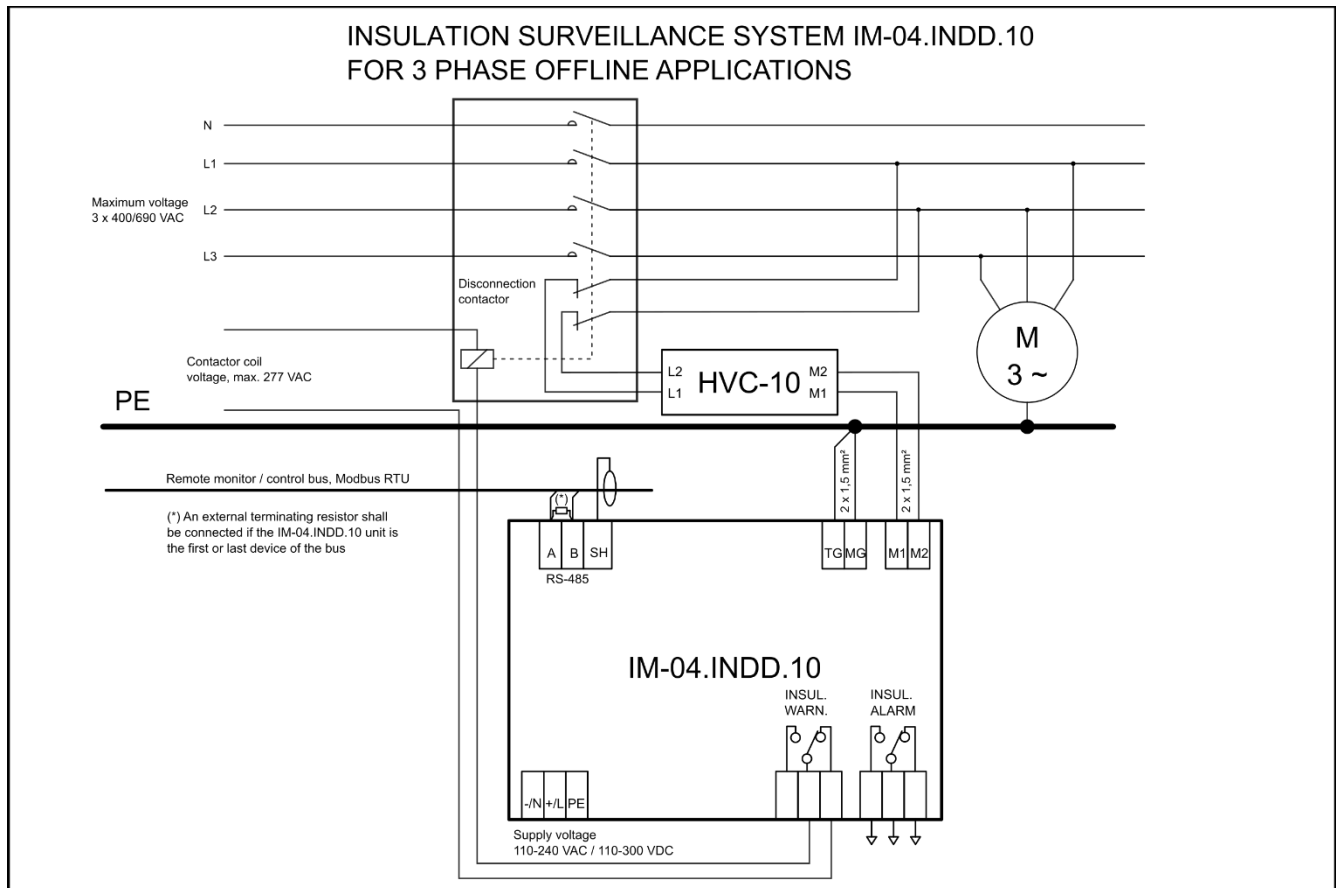 INSULATION SURVEILLANCE SYSTEM IM-04.INDD.10
FOR 3 PHASE OFFLINE APPLICATIONS
N
L1
Maximum voltage
3 x 400/690 VAC
L2
L3
Disconnection
contactor
Contactor coil
voltage, max. 277 VAC
M
3 ~
L2
L1
HVC-10
M2
M1
PE
2 x 1,5 mm²
2 x 1,5 mm²
Remote monitor / control bus, Modbus RTU
(*)
(*) An external terminating resistor shall
be connected if the IM-04.INDD.10 unit is
the first or last device of the bus
A B SH
RS-485
TG MG M1 M2
IM-04.INDD.10
INSUL.
WARN.
INSUL.
ALARM
-/N +/L PE
Supply voltage
110-240 VAC / 110-300 VDC